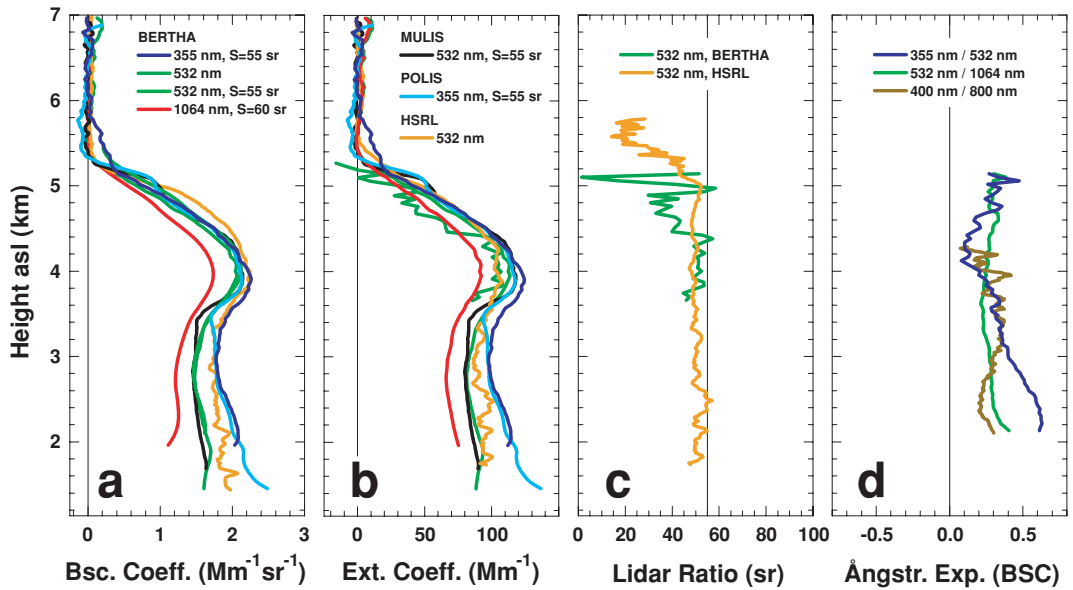 7
6
5
4
3
2
Height asl (km)
BERTHA
355 nm, S=55 sr
532 nm
532 nm, S=55 sr
1064 nm, S=60 sr
a
0 1 2 3
Bsc. Coeff. (Mm⁻¹sr⁻¹)
MULIS
532 nm, S=55 sr
POLIS
355 nm, S=55 sr
HSRL
532 nm
b
0 50 100
Ext. Coeff. (Mm⁻¹)
532 nm, BERTHA
532 nm, HSRL
c
0 20 40 60 80 100
Lidar Ratio (sr)
355 nm / 532 nm
532 nm / 1064 nm
400 nm / 800 nm
d
-0.5 0.0 0.5 1.0
Ångstr. Exp. (BSC)